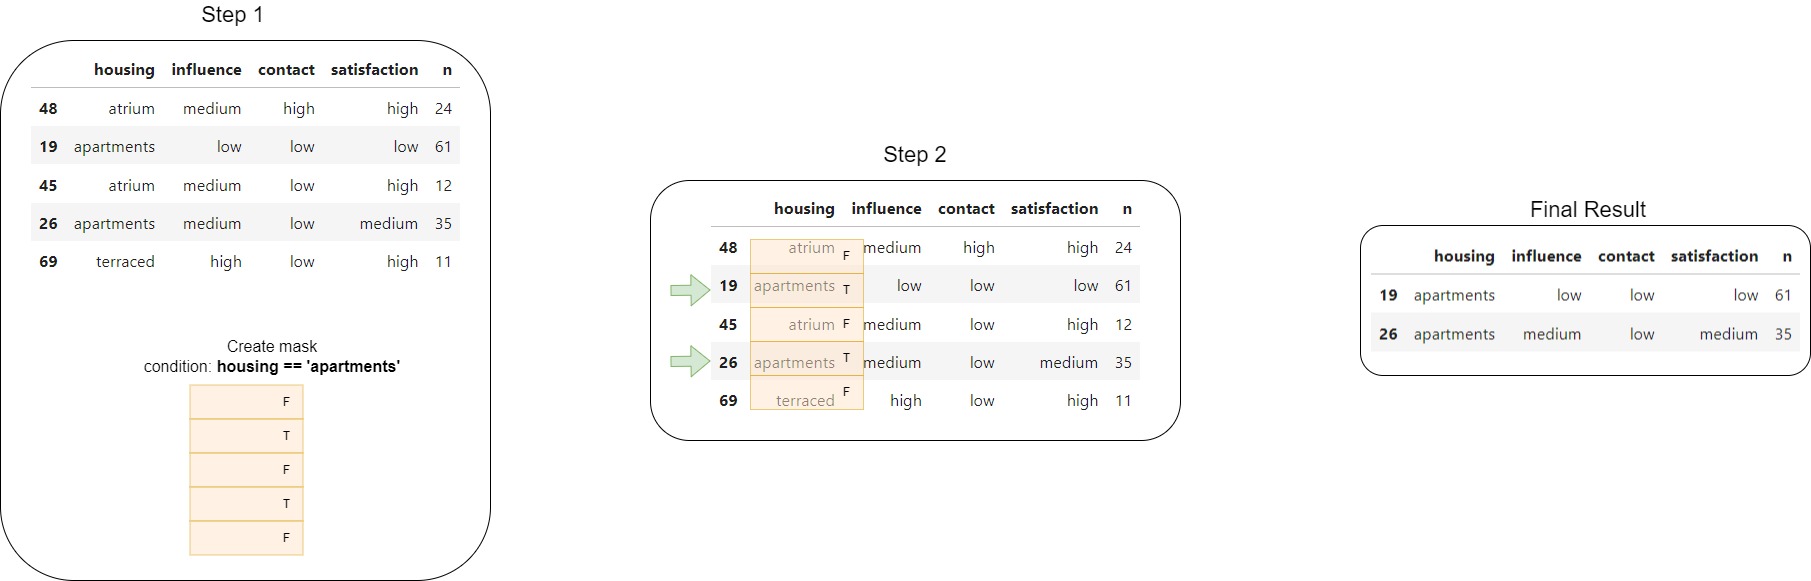 Step 1
housing influence contact satisfaction n
48 atrium medium high high 24
19 apartments low low low 61
45 atrium medium low high 12
26 apartments medium low medium 35
69 terraced high low high 11
Create mask
condition: housing == 'apartments'
F
T
F
T
F
Step 2
housing influence contact satisfaction n
48 atrium F medium high high 24
19 apartments T low low low 61
45 atrium F medium low high 12
26 apartments T medium low medium 35
69 terraced F high low high 11
Final Result
housing influence contact satisfaction n
19 apartments low low low 61
26 apartments medium low medium 35